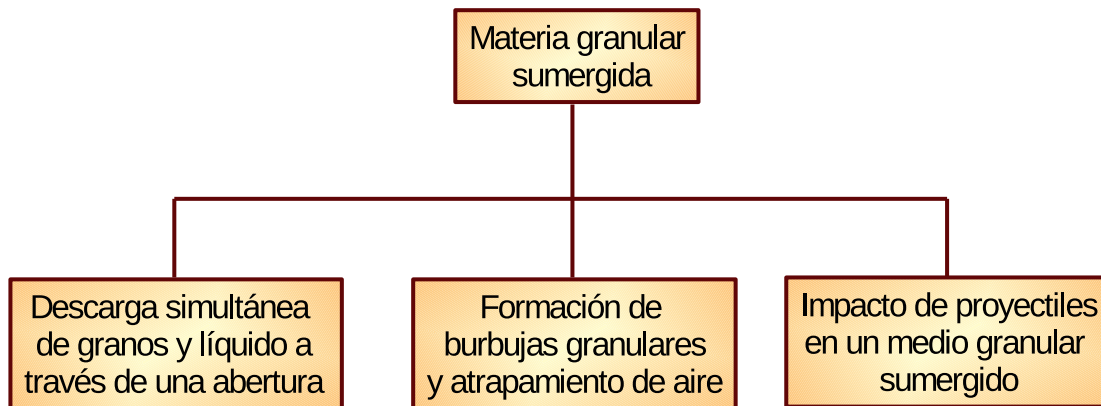 Materia granular
sumergida
Descarga simultánea
de granos y líquido a
través de una abertura
Formación de
burbujas granulares
y atrapamiento de aire
Impacto de proyectiles
en un medio granular
sumergido